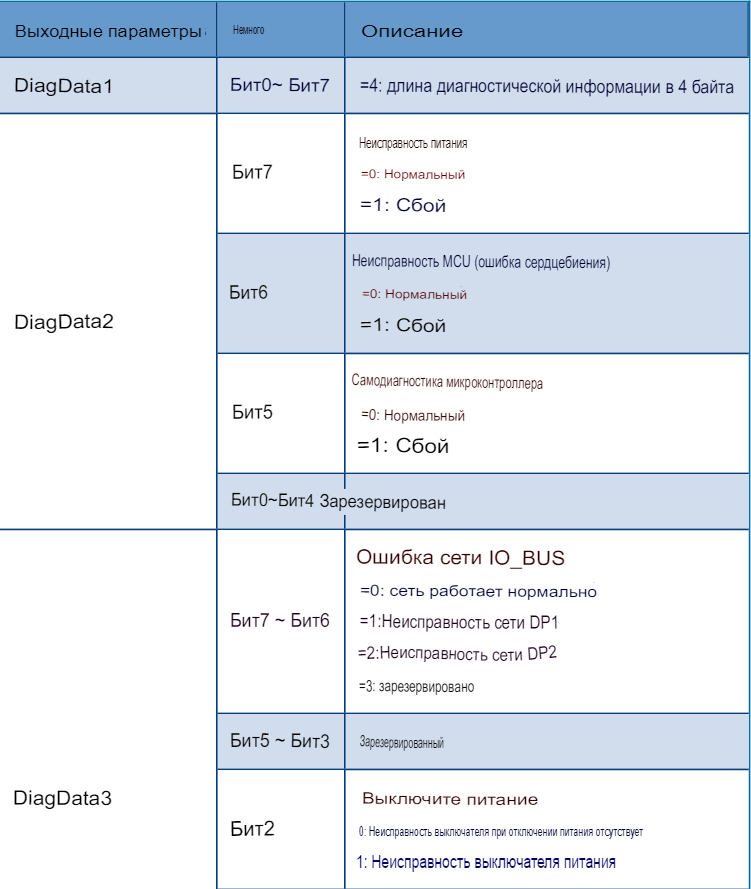 Выходные параметры
Немного
Описание
DiagData1
Бит0~ Бит7
=4: длина диагностической информации в 4 байта
DiagData2
Бит7
Неисправность питания
=0: Нормальный
=1: Сбой
Бит6
Неисправность MCU (ошибка сердцебиения)
=0: Нормальный
=1: Сбой
Бит5
Самодиагностика микроконтроллера
=0: Нормальный
=1: Сбой
Бит0~Бит4 Зарезервирован
DiagData3
Бит7 ~ Бит6
Ошибка сети IO_BUS
=0: сеть работает нормально
=1:Неисправность сети DP1
=2:Неисправность сети DP2
=3: зарезервировано
Бит5 ~ Бит3
Зарезервированный
Бит2
Выключите питание
0: Неисправность выключателя при отключении питания отсутствует
1: Неисправность выключателя питания